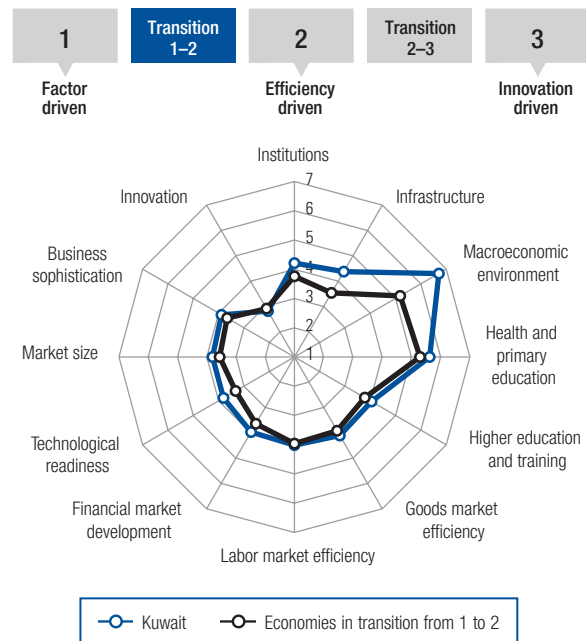 1
Transition
1–2
2
Transition
2–3
3
Factor
driven
Efficiency
driven
Innovation
driven
Institutions
7
6
5
4
3
2
1
Infrastructure
Macroeconomic
environment
Health and
primary
education
Higher education
and training
Goods market
efficiency
Labor market efficiency
Financial market
development
Technological
readiness
Market size
Business
sophistication
Innovation
Kuwait
Economies in transition from 1 to 2